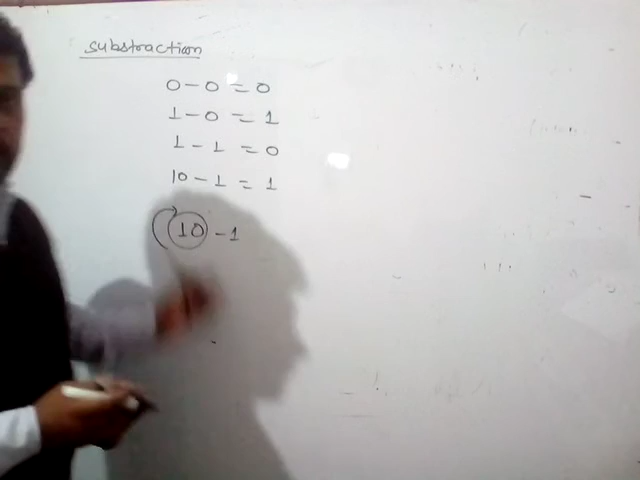 substraction
0 - 0 = 0
1 - 0 = 1
1 - 1 = 0
10 - 1 = 1
10 - 1